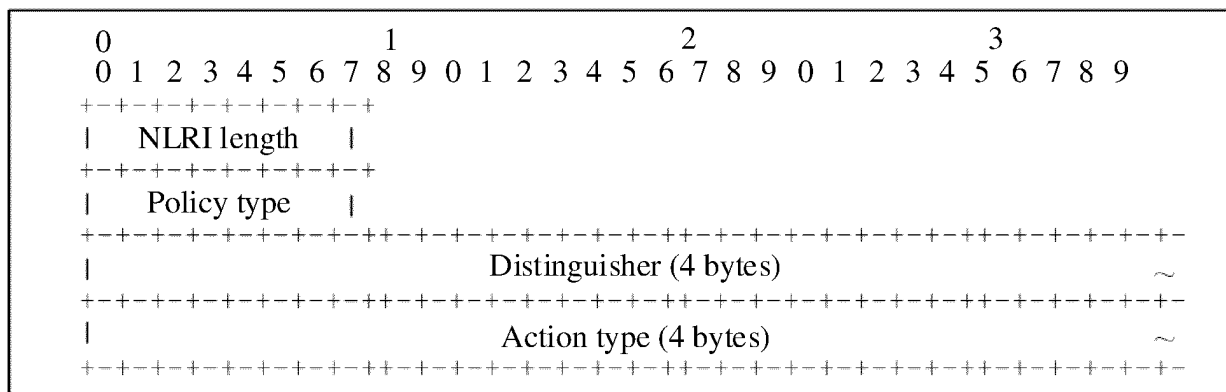 0 1 2 3
0 1 2 3 4 5 6 7 8 9 0 1 2 3 4 5 6 7 8 9 0 1 2 3 4 5 6 7 8 9
+-+-+-+-+-+-+-+-+
| NLRI length |
+-+-+-+-+-+-+-+-+
| Policy type |
+-+-+-+-+-+-+-+-+-+-+-+-+-+-+-+-+-+-+-+-+-+-+-+-+-+-+-+-+-+-+-+-
| Distinguisher (4 bytes) ~
+-+-+-+-+-+-+-+-+-+-+-+-+-+-+-+-+-+-+-+-+-+-+-+-+-+-+-+-+-+-+-+-
| Action type (4 bytes) ~
+-+-+-+-+-+-+-+-+-+-+-+-+-+-+-+-+-+-+-+-+-+-+-+-+-+-+-+-+-+-+-+-